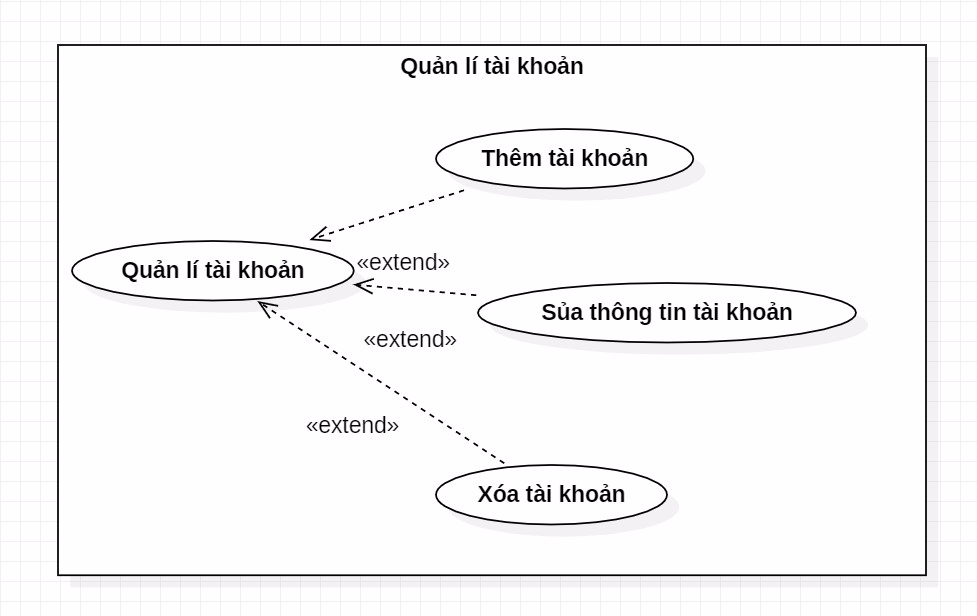 Quản lí tài khoản
Thêm tài khoản
«extend»
Quản lí tài khoản
Sủa thông tin tài khoản
«extend»
«extend»
Xóa tài khoản